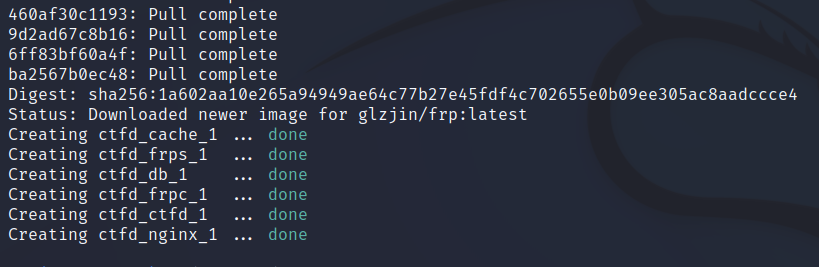 460af30c1193: Pull complete
9d2ad67c8b16: Pull complete
6ff83bf60a4f: Pull complete
ba2567b0ec48: Pull complete
Digest: sha256:1a602aa10e265a94949ae64c77b27e45fdf4c702655e0b09ee305ac8aadccce4
Status: Downloaded newer image for glzjin/frp:latest
Creating ctfd_cache_1 ... done
Creating ctfd_frps_1 ... done
Creating ctfd_db_1 ... done
Creating ctfd_frpc_1 ... done
Creating ctfd_ctfd_1 ... done
Creating ctfd_nginx_1 ... done